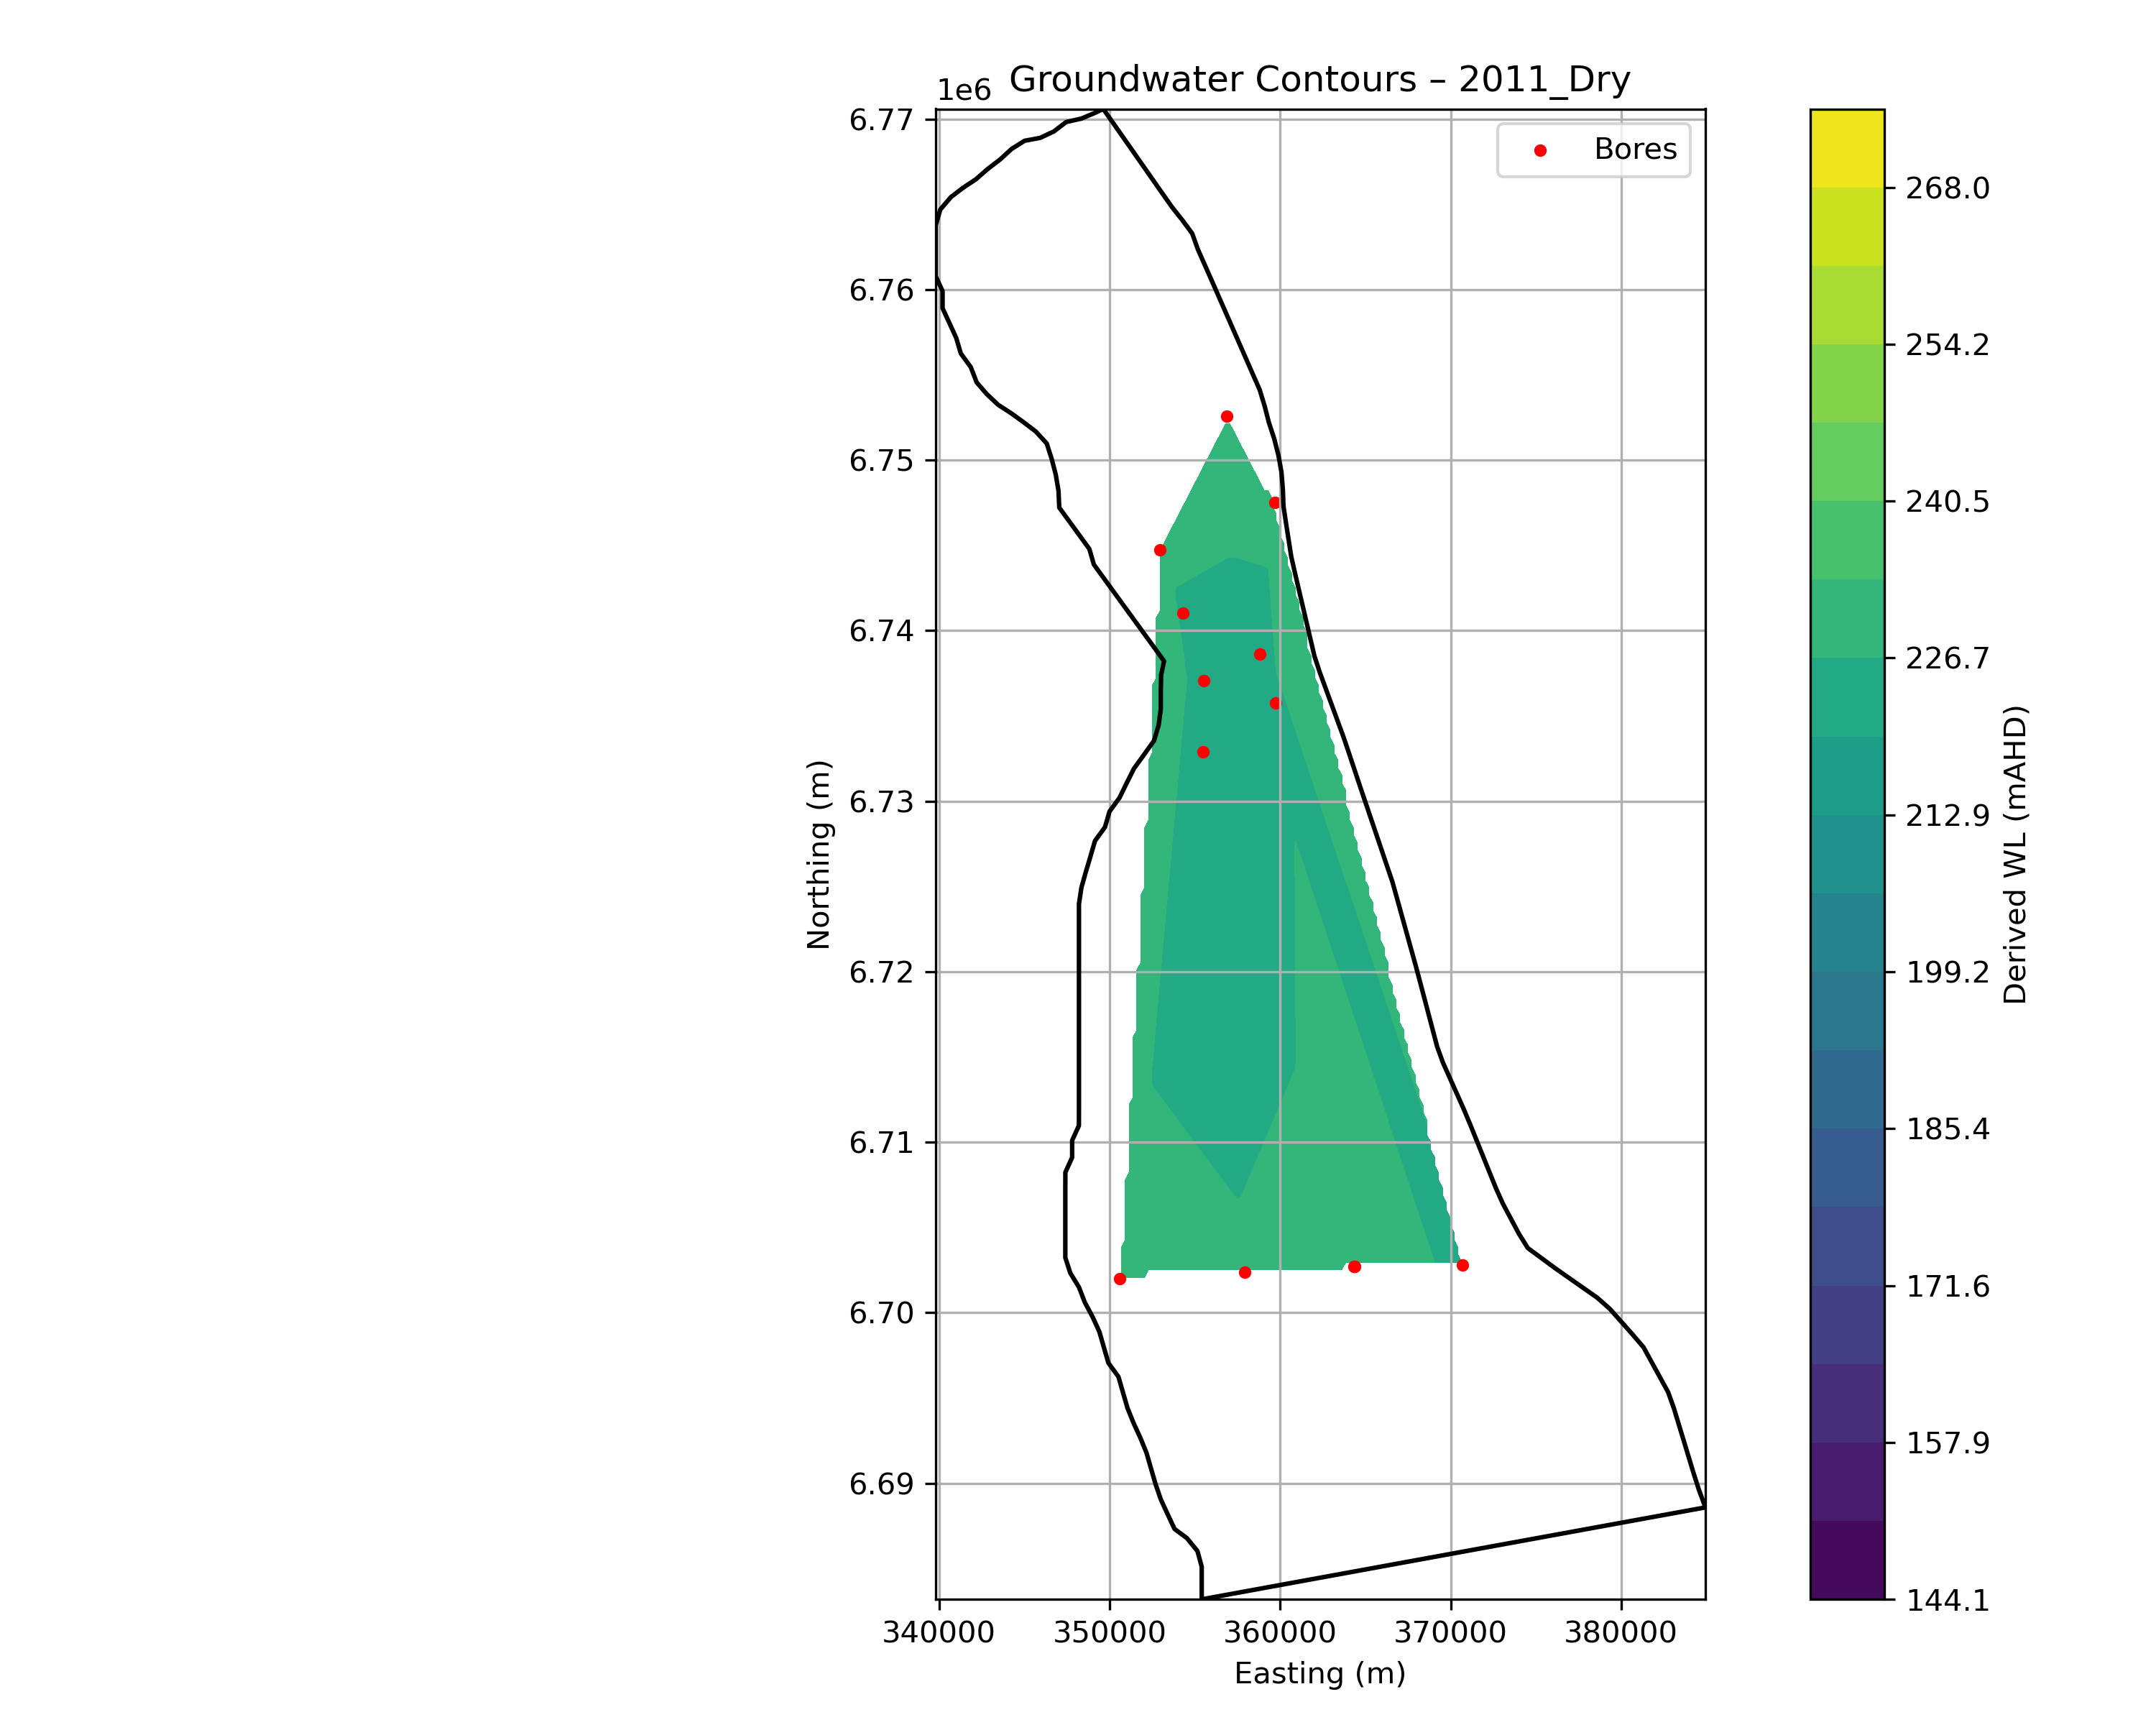 Groundwater Contours – 2011_Dry
1e6
Bores
6.77
6.76
6.75
6.74
6.73
6.72
6.71
6.70
6.69
Northing (m)
340000 350000 360000 370000 380000
Easting (m)
268.0
254.2
240.5
226.7
212.9
199.2
185.4
171.6
157.9
144.1
Derived WL (mAHD)